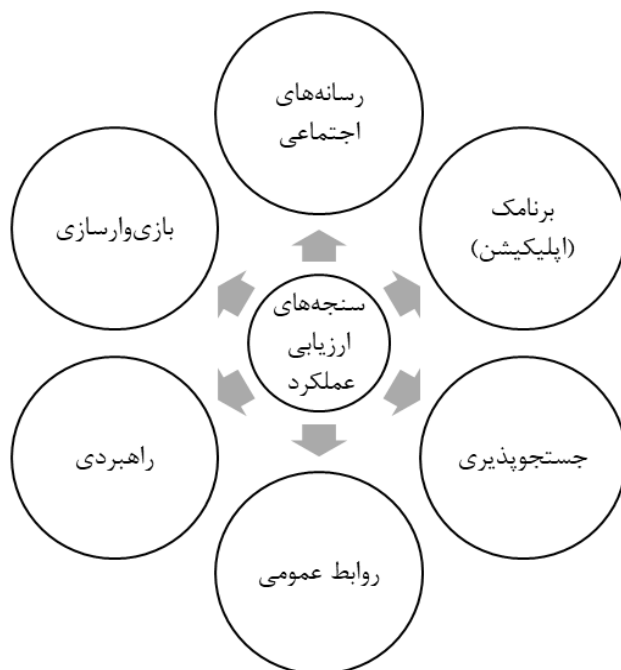 رسانه‌های
اجتماعی
برنامک
(اپلیکیشن)
بازی‌وارسازی
سنجه‌های
ارزیابی
عملکرد
جستجوپذیری
راهبردی
روابط عمومی